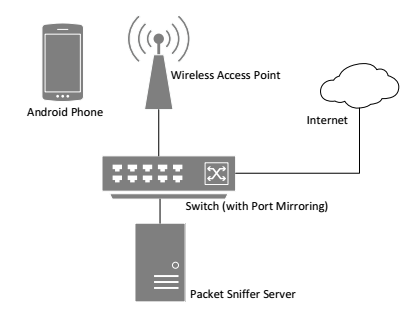 Wireless Access Point
Android Phone
Internet
Switch (with Port Mirroring)
Packet Sniffer Server